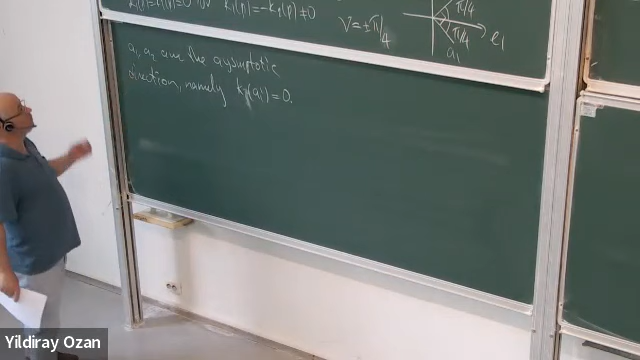 k₁(p) = -k₂(p) ≠ 0
V = ±π/4
π/4
e₁
π/4
a₁
a₁, a₂ are the asymptotic
direction, namely kₚ(aᵢ) = 0.
Yildiray Ozan